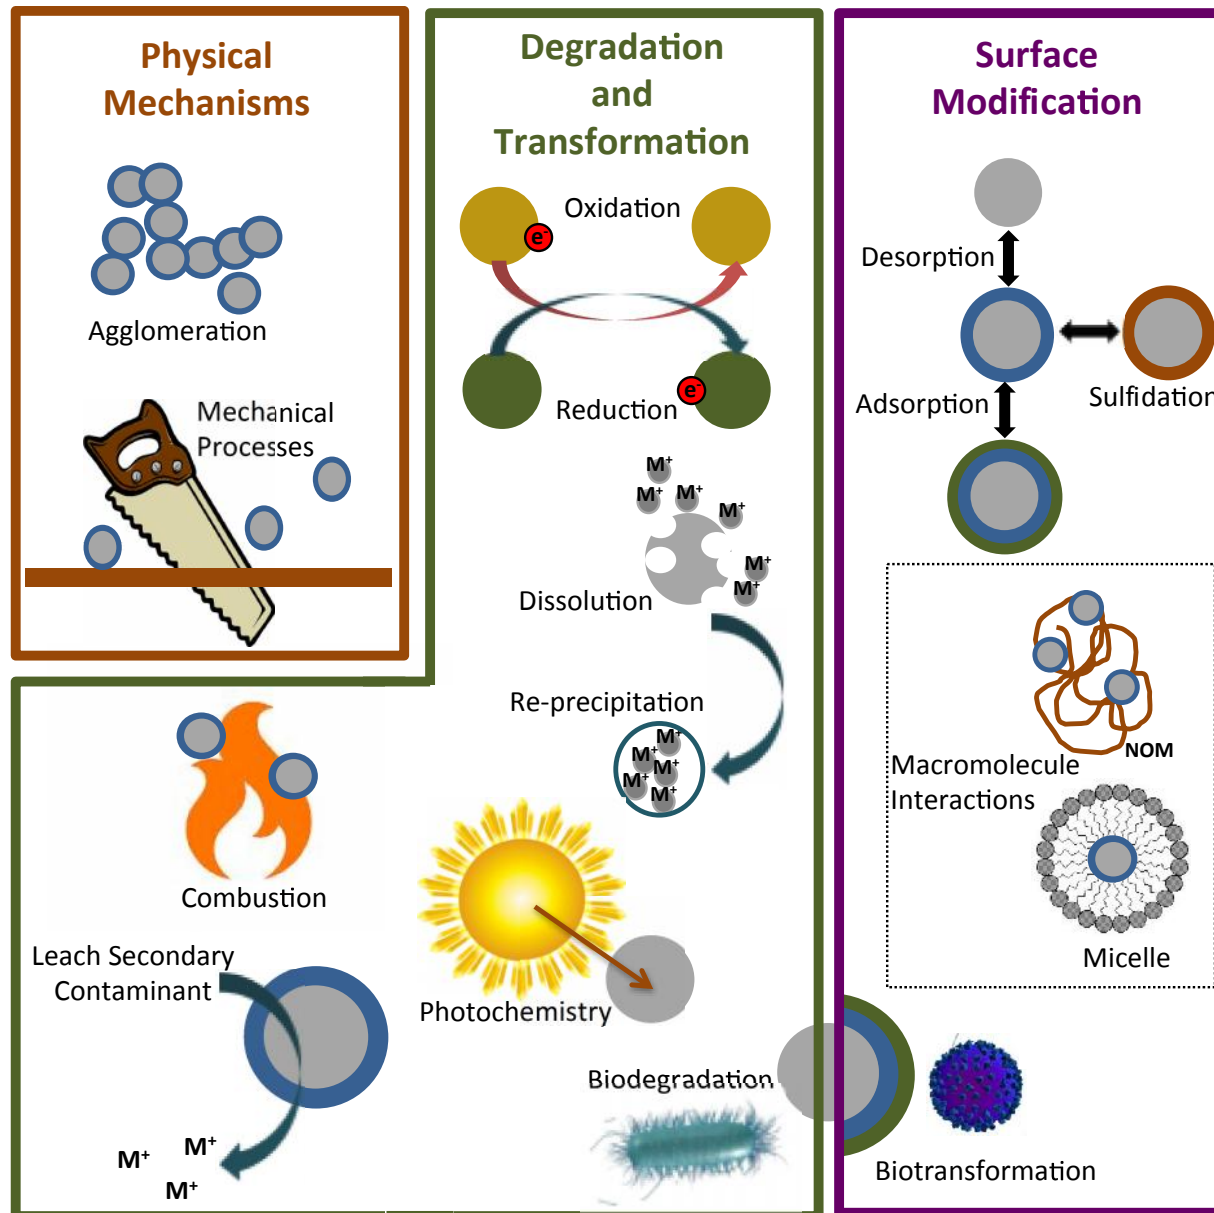 Physical
Mechanisms
Agglomeration
Mechanical
Processes
Degradation
and
Transformation
Oxidation
e-
e-
Reduction
M+
M+
M+
M+
M+
M+
Dissolution
Re-precipitation
M+
M+
M+
M+
M+
Combustion
Leach Secondary
Contaminant
M+
M+
M+
Photochemistry
Biodegradation
Surface
Modification
Desorption
Adsorption
Sulfidation
NOM
Macromolecule
Interactions
Micelle
Biotransformation